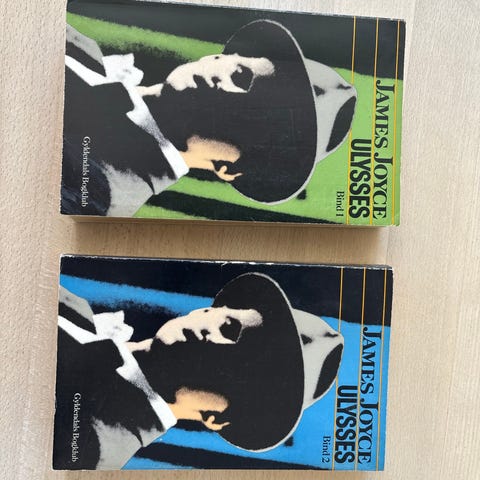 JAMES JOYCE
ULYSSES
Bind 1
Gyldendals Bogklub
JAMES JOYCE
ULYSSES
Bind 2
Gyldendals Bogklub